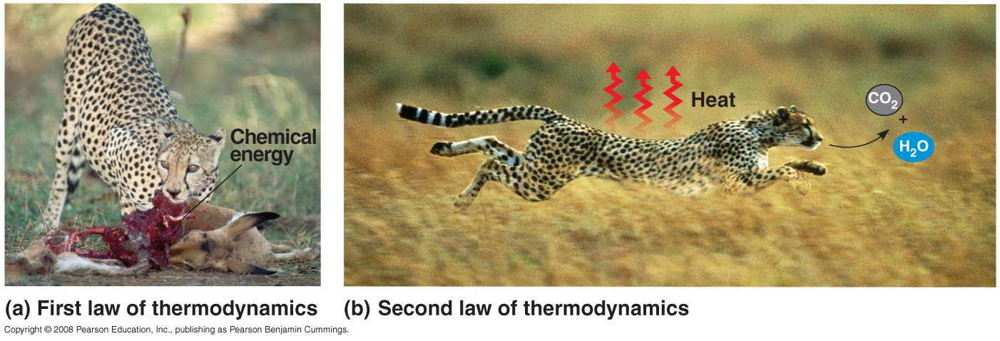 Chemical
energy
Heat
CO₂
+
H₂O
(a) First law of thermodynamics
(b) Second law of thermodynamics
Copyright © 2008 Pearson Education, Inc., publishing as Pearson Benjamin Cummings.